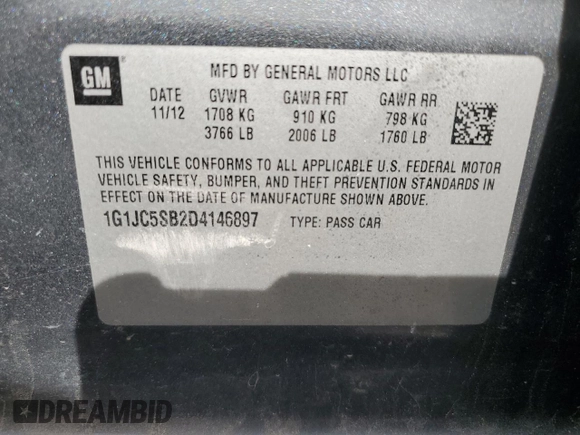 GM
MFD BY GENERAL MOTORS LLC
DATE GVWR GAWR FRT GAWR RR
11/12 1708 KG 910 KG 798 KG
3766 LB 2006 LB 1760 LB
THIS VEHICLE CONFORMS TO ALL APPLICABLE U.S. FEDERAL MOTOR
VEHICLE SAFETY, BUMPER, AND THEFT PREVENTION STANDARDS IN
EFFECT ON THE DATE OF MANUFACTURE SHOWN ABOVE.
1G1JC5SB2D4146897 TYPE: PASS CAR
DREAMBID